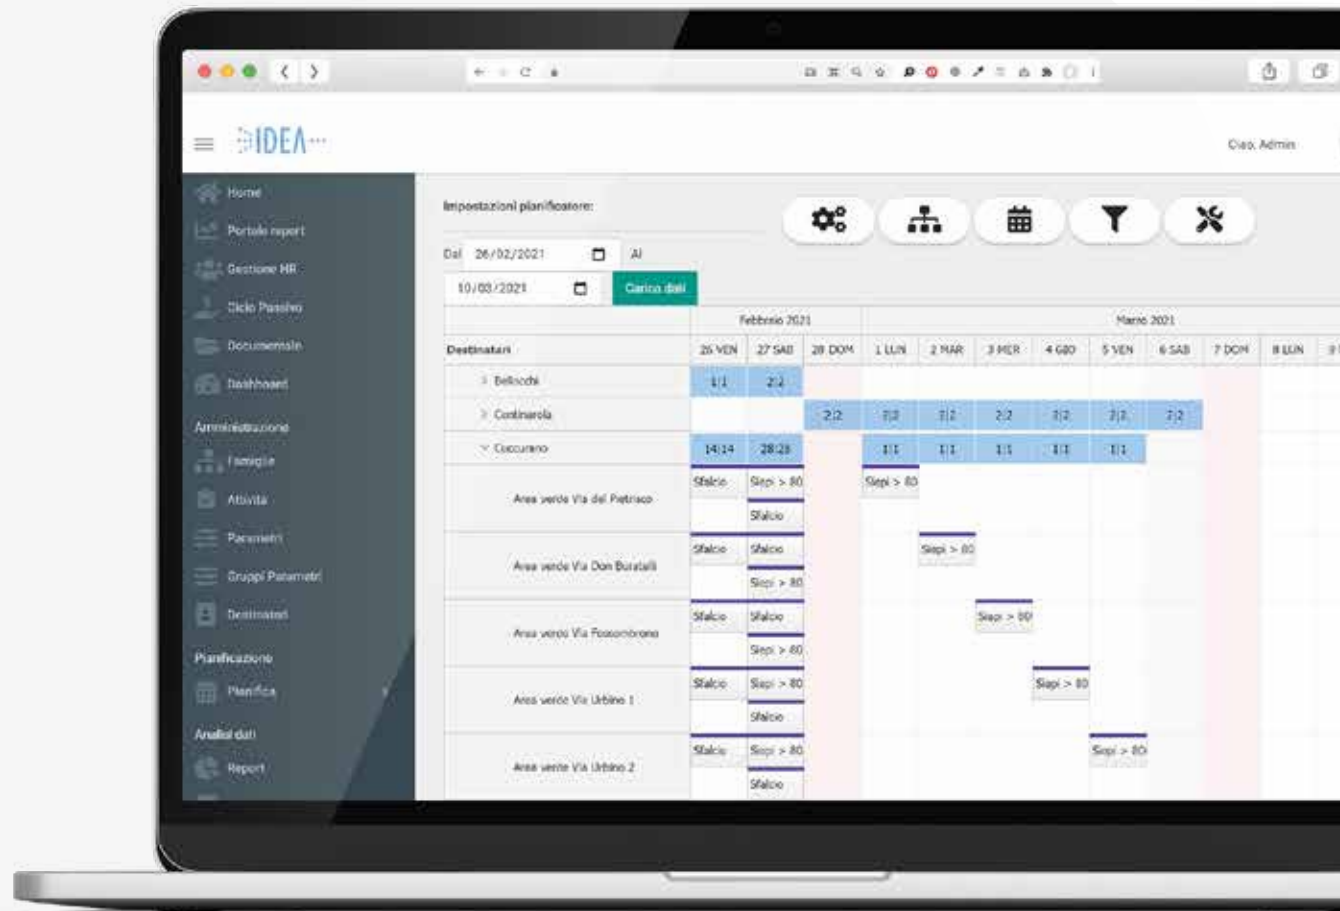 IDEA
Ciao, Admin
Home
Portale report
Gestione HR
Ciclo Passivo
Documentale
Dashboard
Amministrazione
Famiglie
Attività
Parametri
Gruppi Parametri
Destinatari
Pianificazione
Pianifica
Analisi dati
Report
Impostazioni pianificatore:
Dal 26/02/2021 Al
10/03/2021 Carica dati
Febbraio 2021 Marzo 2021
Destinatari 26 VEN 27 SAB 28 DOM 1 LUN 2 MAR 3 MER 4 GIO 5 VEN 6 SAB 7 DOM 8 LUN
Bellocchi 1|1 2|2
Centinarola 2|2 2|2 2|2 2|2 2|2 2|2 2|2
Cuccurano 14|14 28|28 1|1 1|1 1|1 1|1 1|1
Sfalcio Siepi > 80 Siepi > 80
Area verde Via del Pietrisco
Sfalcio
Sfalcio Sfalcio Siepi > 80
Area verde Via Don Buratelli
Siepi > 80
Sfalcio Sfalcio Siepi > 80
Area verde Via Fossombrone
Siepi > 80
Sfalcio Siepi > 80 Siepi > 80
Area verde Via Urbino 1
Sfalcio
Sfalcio Siepi > 80 Siepi > 80
Area verde Via Urbino 2
Sfalcio